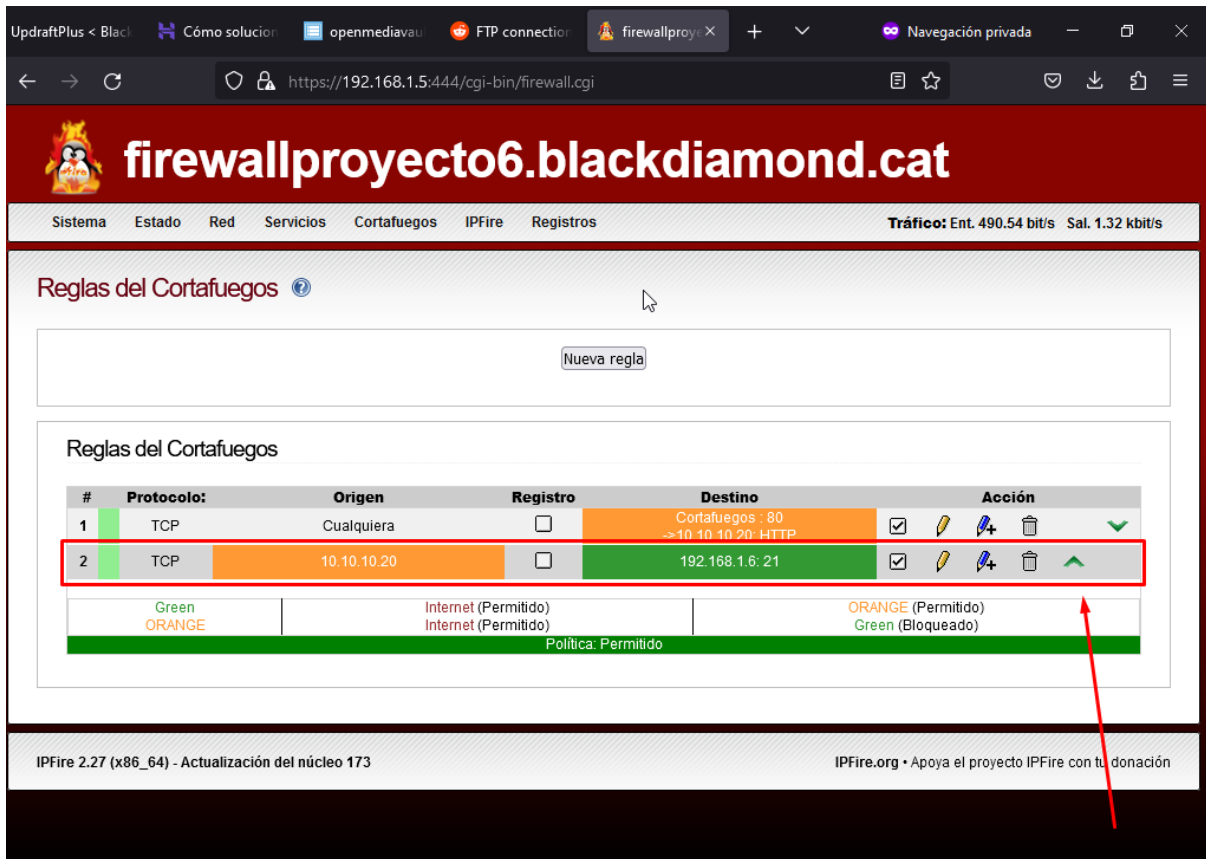 UpdraftPlus < Black
Cómo solucion
openmediavaul
FTP connection
firewallproye
Navegación privada
https://192.168.1.5:444/cgi-bin/firewall.cgi
firewallproyecto6.blackdiamond.cat
Sistema Estado Red Servicios Cortafuegos IPFire Registros Tráfico: Ent. 490.54 bit/s Sal. 1.32 kbit/s
Reglas del Cortafuegos
Nueva regla
Reglas del Cortafuegos
# Protocolo: Origen Registro Destino Acción
1 TCP Cualquiera Cortafuegos : 80
->10.10.10.20: HTTP
2 TCP 10.10.10.20 192.168.1.6: 21
Green Internet (Permitido) ORANGE (Permitido)
ORANGE Internet (Permitido) Green (Bloqueado)
Política: Permitido
IPFire 2.27 (x86_64) - Actualización del núcleo 173 IPFire.org • Apoya el proyecto IPFire con tu donación